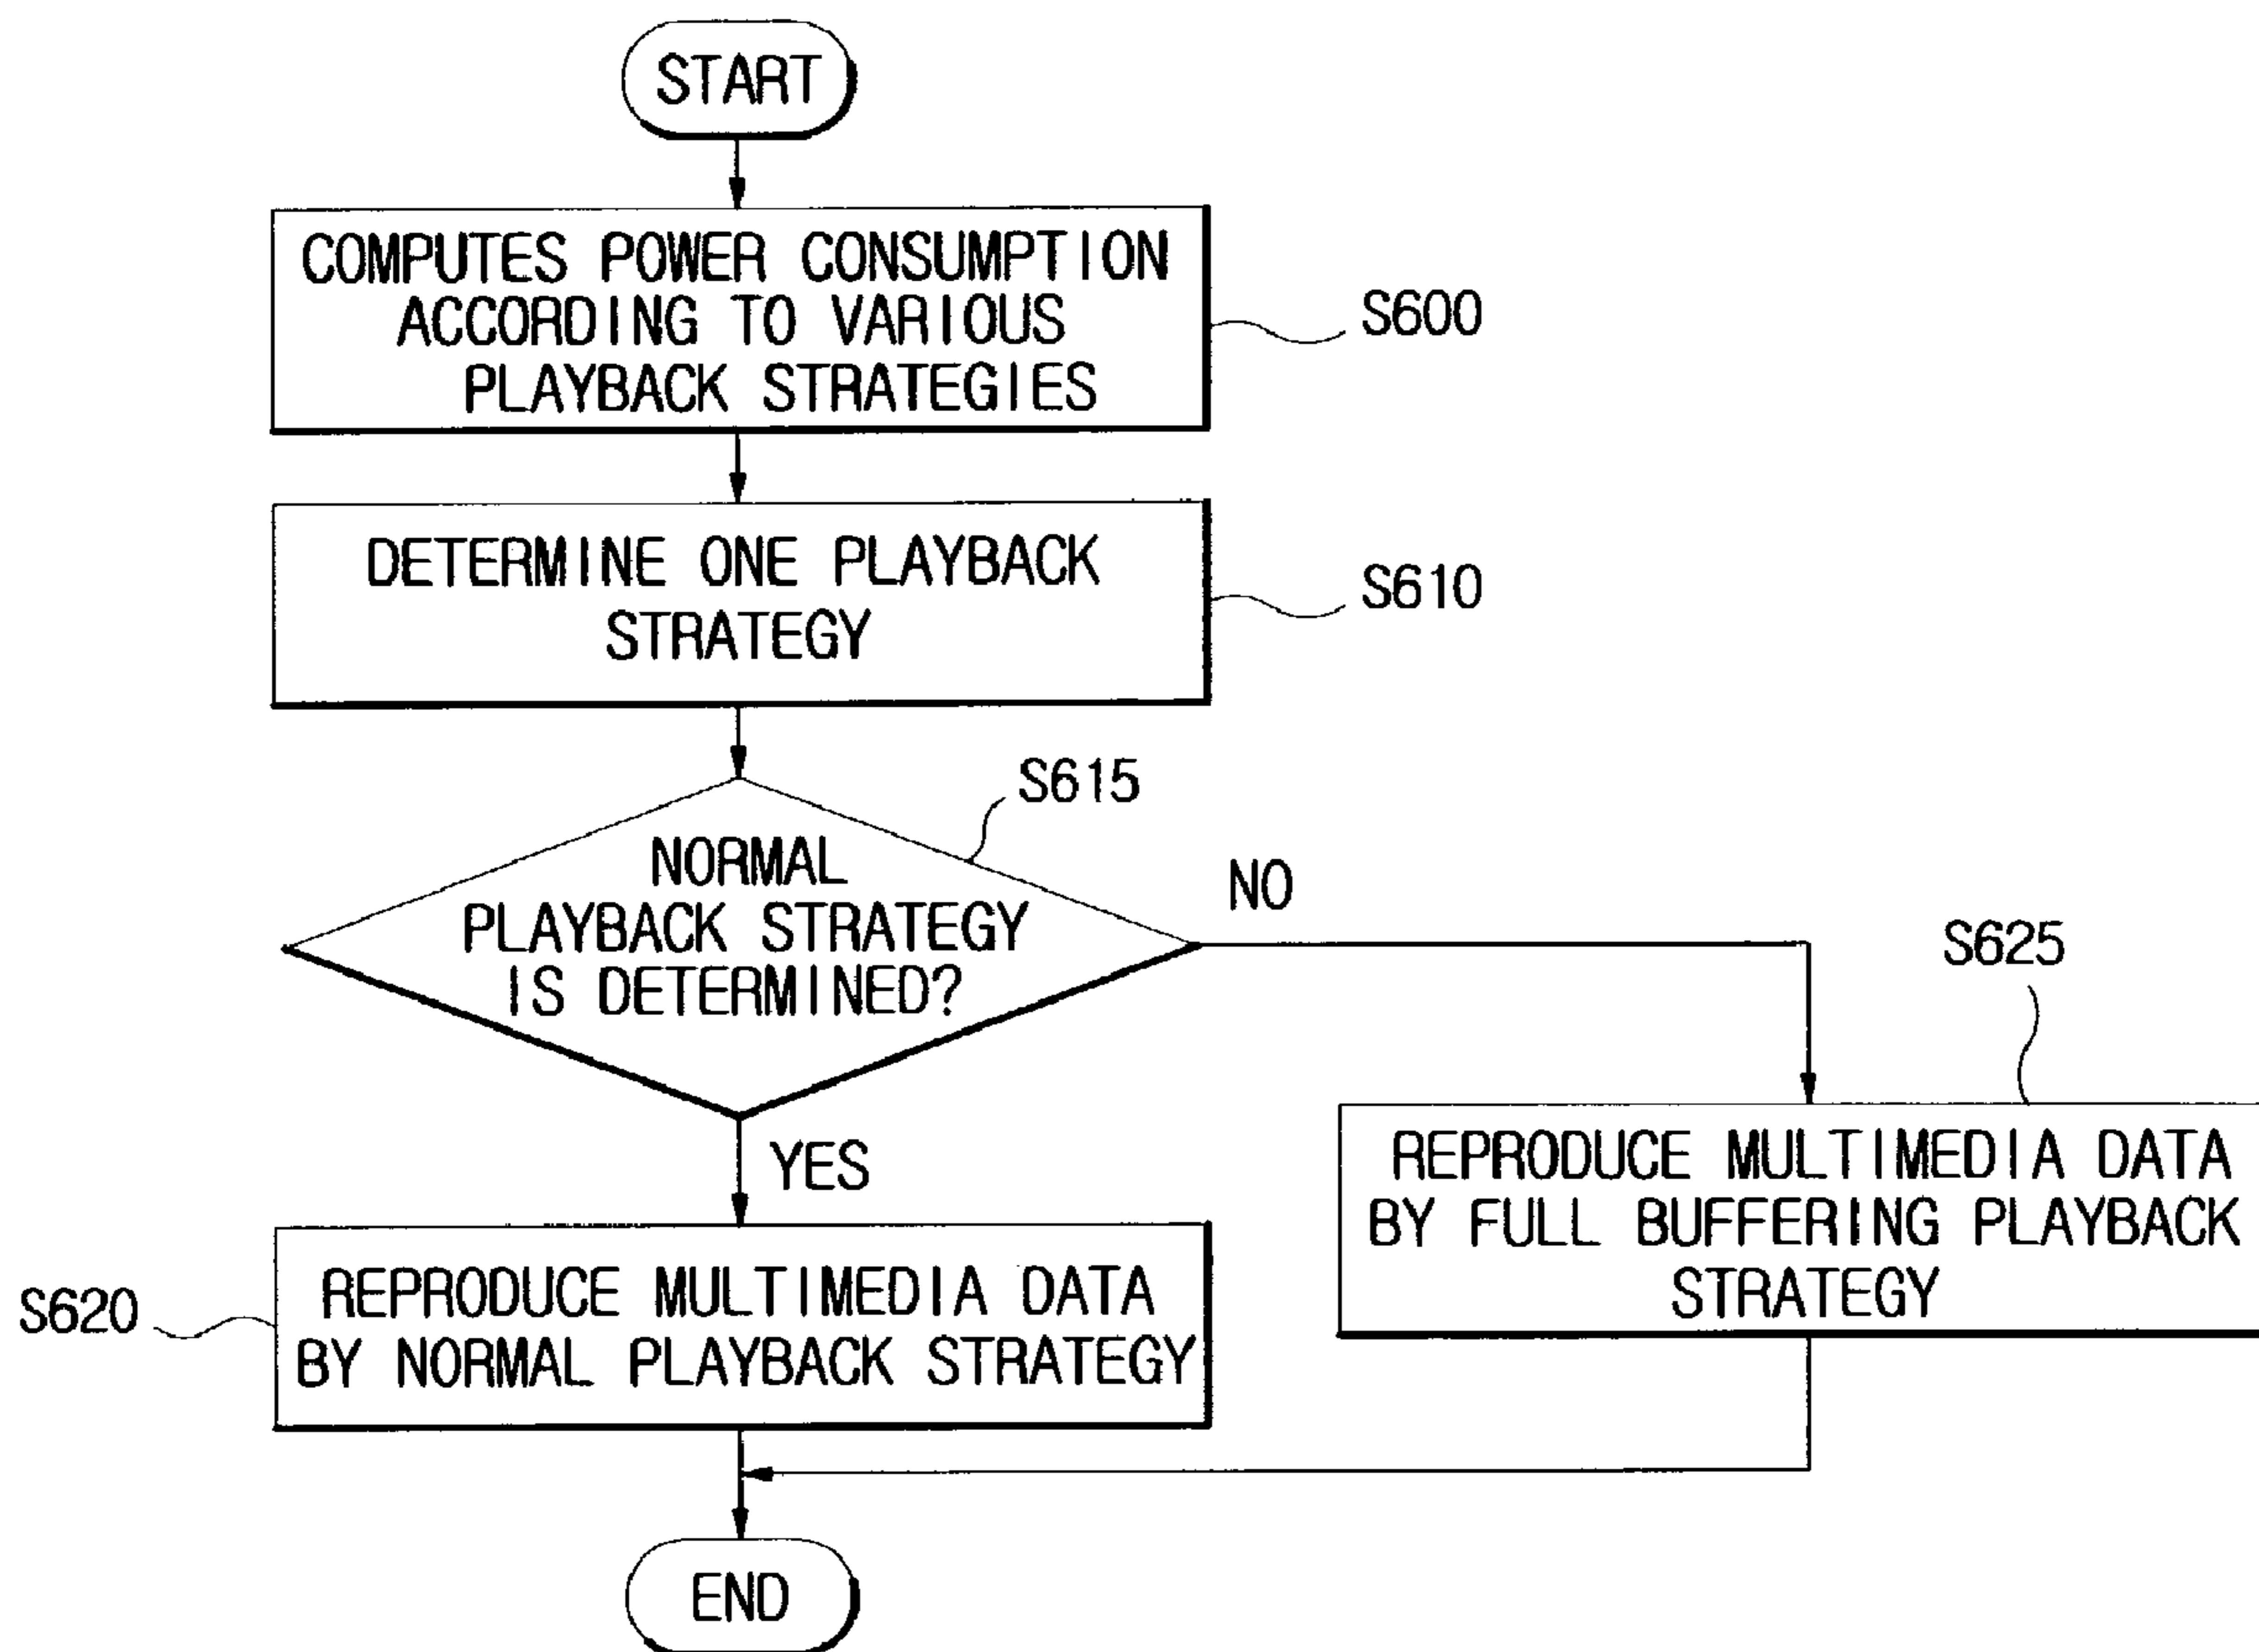 START
COMPUTES POWER CONSUMPTION
ACCORDING TO VARIOUS
PLAYBACK STRATEGIES
S600
DETERMINE ONE PLAYBACK
STRATEGY
S610
S615
NORMAL
PLAYBACK STRATEGY
IS DETERMINED?
NO
YES
S625
REPRODUCE MULTIMEDIA DATA
BY FULL BUFFERING PLAYBACK
STRATEGY
S620
REPRODUCE MULTIMEDIA DATA
BY NORMAL PLAYBACK STRATEGY
END